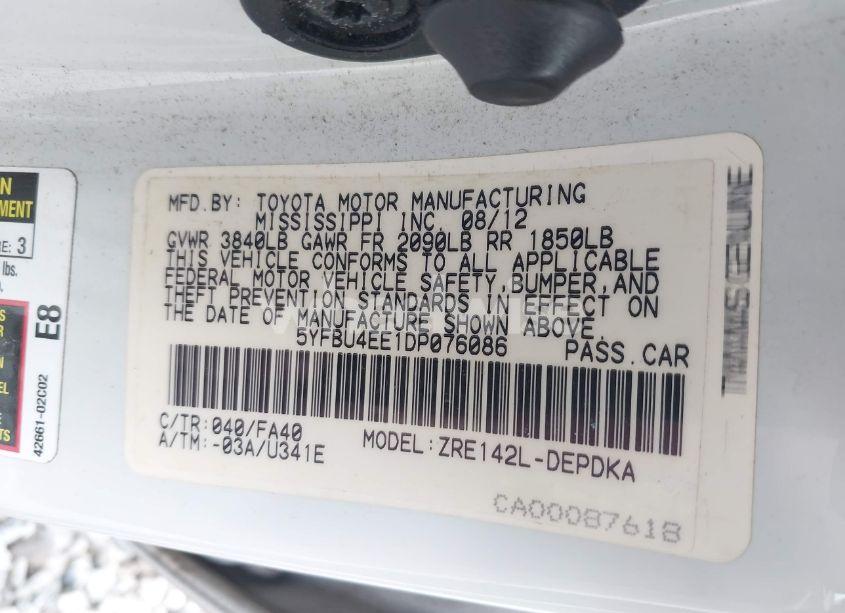 MFD.BY: TOYOTA MOTOR MANUFACTURING
MISSISSIPPI INC. 08/12
GVWR 3840LB GAWR FR 2090LB RR 1850LB
THIS VEHICLE CONFORMS TO ALL APPLICABLE
FEDERAL MOTOR VEHICLE SAFETY,BUMPER,AND
THEFT PREVENTION STANDARDS IN EFFECT ON
THE DATE OF MANUFACTURE SHOWN ABOVE.
5YFBU4EE1DP076086 PASS.CAR
C/TR:040/FA40
A/TM:-03A/U341E
MODEL:ZRE142L-DEPDKA
CA00087618
E8
42661-02C02
3
lbs.